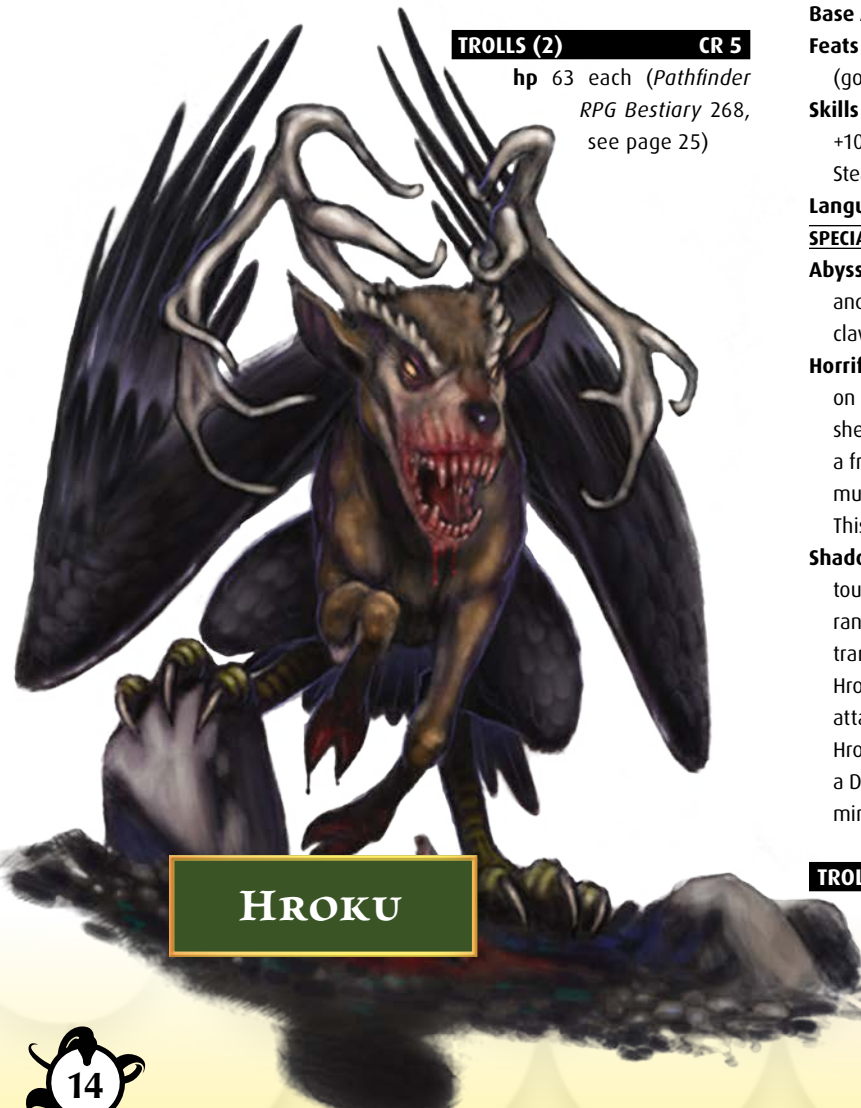 TROLLS (2) CR 5
hp 63 each (Pathfinder
RPG Bestiary 268,
see page 25)
Hroku
14
Base
Feats
(go
Skills
+10
Ste
Langu
SPECIA
Abyss
and
cla
Horrif
on
she
a fr
mu
This
Shado
tou
ran
tran
Hro
atta
Hro
a D
min
TROL